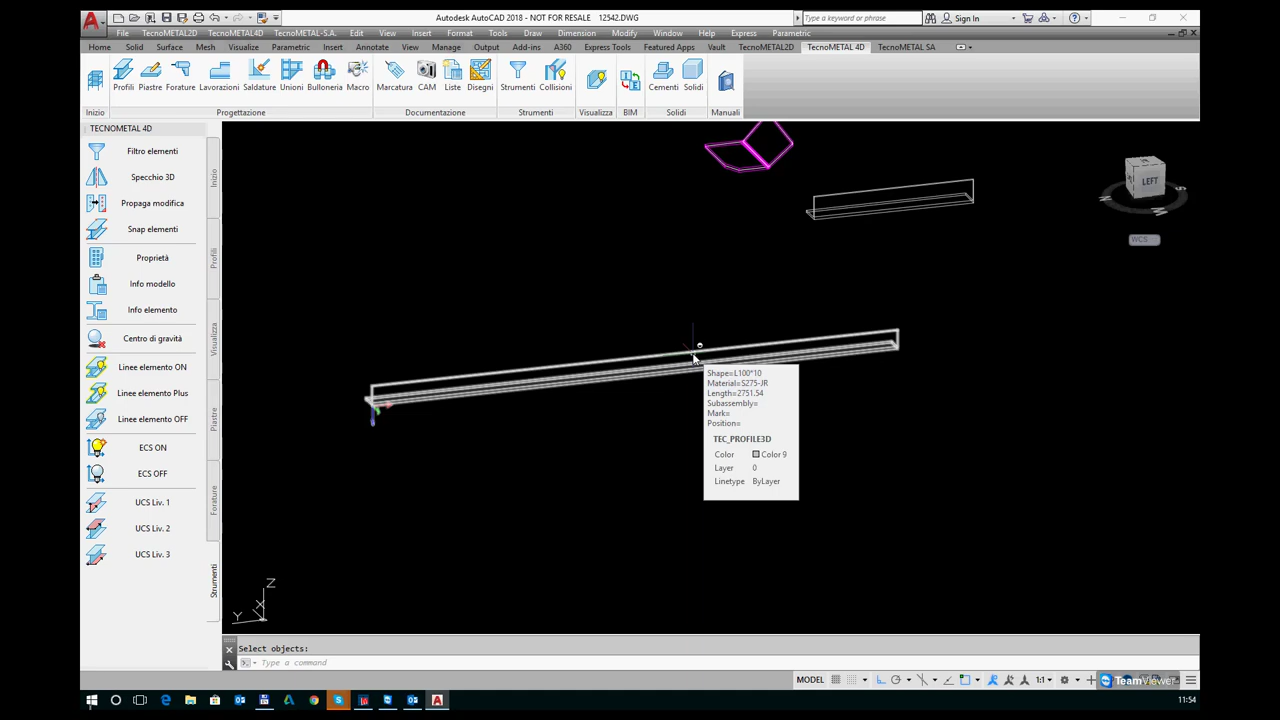 Autodesk AutoCAD 2018 - NOT FOR RESALE 12542.DWG
Type a keyword or phrase
Sign In
File TecnoMETAL2D TecnoMETAL4D TecnoMETAL-S.A. Edit View Insert Format Tools Draw Dimension Modify Window Help Express Parametric
Home Solid Surface Mesh Visualize Parametric Insert Annotate View Manage Output Add-ins A360 Express Tools Featured Apps Vault TecnoMETAL2D TecnoMETAL 4D TecnoMETAL SA
Inizio Profili Piastre Forature Lavorazioni Saldature Unioni Bulloneria Macro Marcatura CAM Liste Disegni Strumenti Collisioni Visualizza BIM Cementi Solidi Manuali
Progettazione Documentazione Strumenti Solidi
TECNOMETAL 4D
Filtro elementi
Specchio 3D
Propaga modifica
Snap elementi
Proprietà
Info modello
Info elemento
Centro di gravità
Linee elemento ON
Linee elemento Plus
Linee elemento OFF
ECS ON
ECS OFF
UCS Liv. 1
UCS Liv. 2
UCS Liv. 3
Inizio
Profili
Visualizza
Piastre
Forature
Strumenti
LEFT
N
W
S
WCS
Shape=L100*10
Material=S275-JR
Length=2751.54
Subassembly=
Mark=
Position=
TEC_PROFILE3D
Color Color 9
Layer 0
Linetype ByLayer
Z
X
Y
Select objects:
Type a command
MODEL
1:1
TeamViewer
11:54